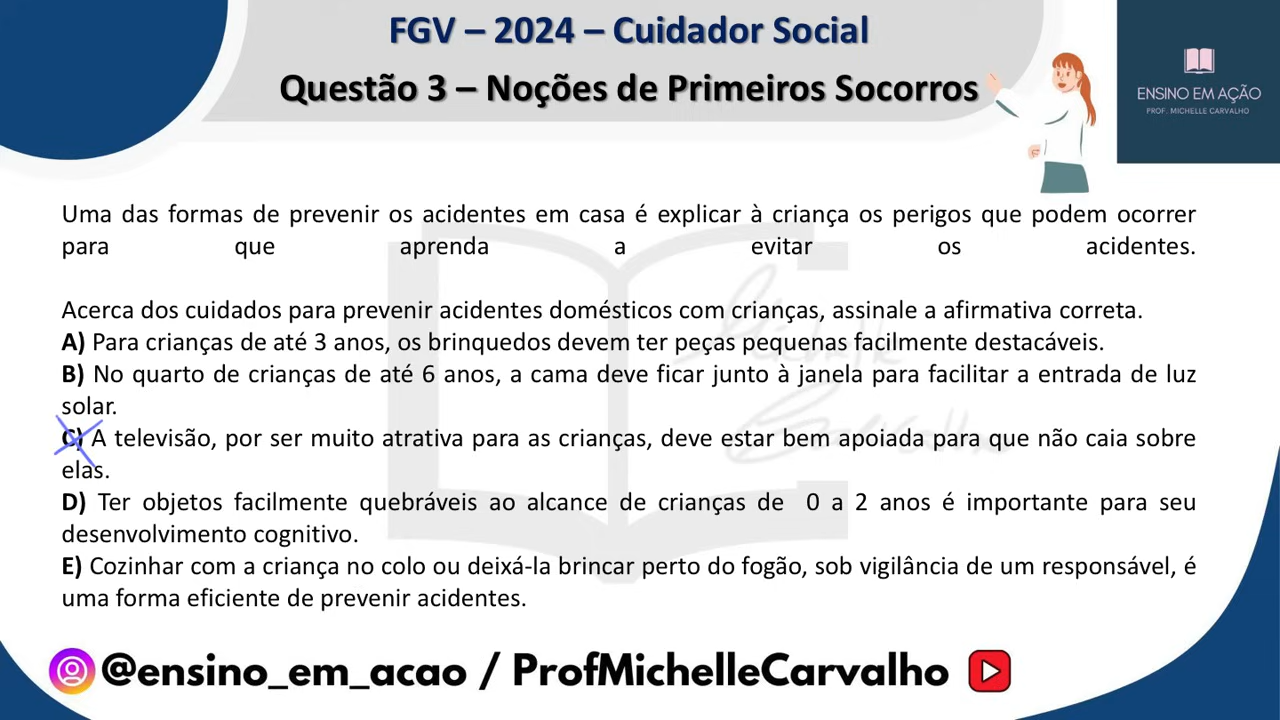 FGV – 2024 – Cuidador Social
Questão 3 – Noções de Primeiros Socorros
ENSINO EM AÇÃO
PROF. MICHELLE CARVALHO
Uma das formas de prevenir os acidentes em casa é explicar à criança os perigos que podem ocorrer
para que aprenda a evitar os acidentes.
Acerca dos cuidados para prevenir acidentes domésticos com crianças, assinale a afirmativa correta.
A) Para crianças de até 3 anos, os brinquedos devem ter peças pequenas facilmente destacáveis.
B) No quarto de crianças de até 6 anos, a cama deve ficar junto à janela para facilitar a entrada de luz
solar.
C) A televisão, por ser muito atrativa para as crianças, deve estar bem apoiada para que não caia sobre
elas.
D) Ter objetos facilmente quebráveis ao alcance de crianças de 0 a 2 anos é importante para seu
desenvolvimento cognitivo.
E) Cozinhar com a criança no colo ou deixá-la brincar perto do fogão, sob vigilância de um responsável, é
uma forma eficiente de prevenir acidentes.
@ensino_em_acao / ProfMichelleCarvalho